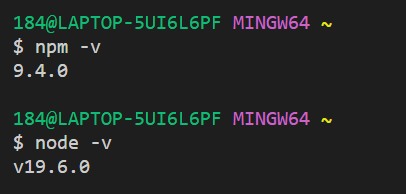 184@LAPTOP-5UI6L6PF MINGW64 ~
$ npm -v
9.4.0
184@LAPTOP-5UI6L6PF MINGW64 ~
$ node -v
v19.6.0